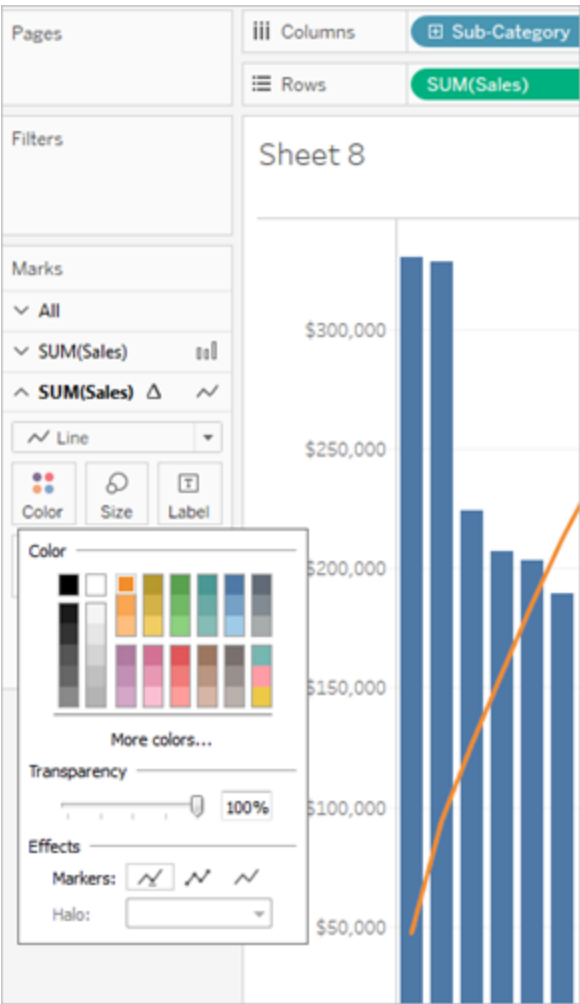 Pages
Columns
Sub-Category
Rows
SUM(Sales)
Filters
Sheet 8
Marks
All
SUM(Sales)
SUM(Sales) Δ
Line
Color
Size
T
Label
Color
More colors...
Transparency
100%
Effects
Markers:
Halo:
$300,000
$250,000
$200,000
$150,000
$100,000
$50,000